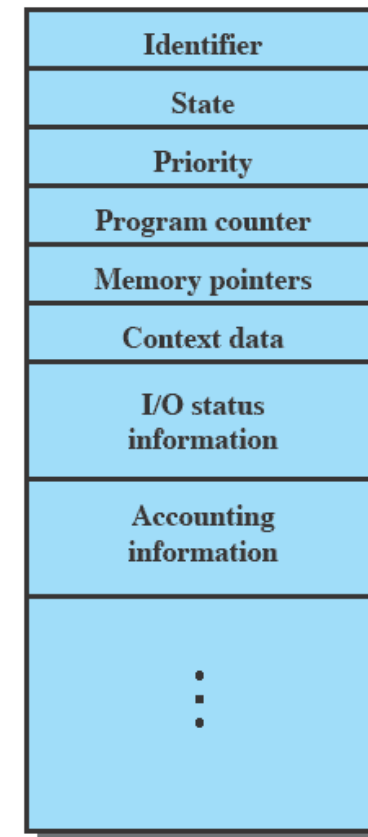 Identifier
State
Priority
Program counter
Memory pointers
Context data
I/O status
information
Accounting
information